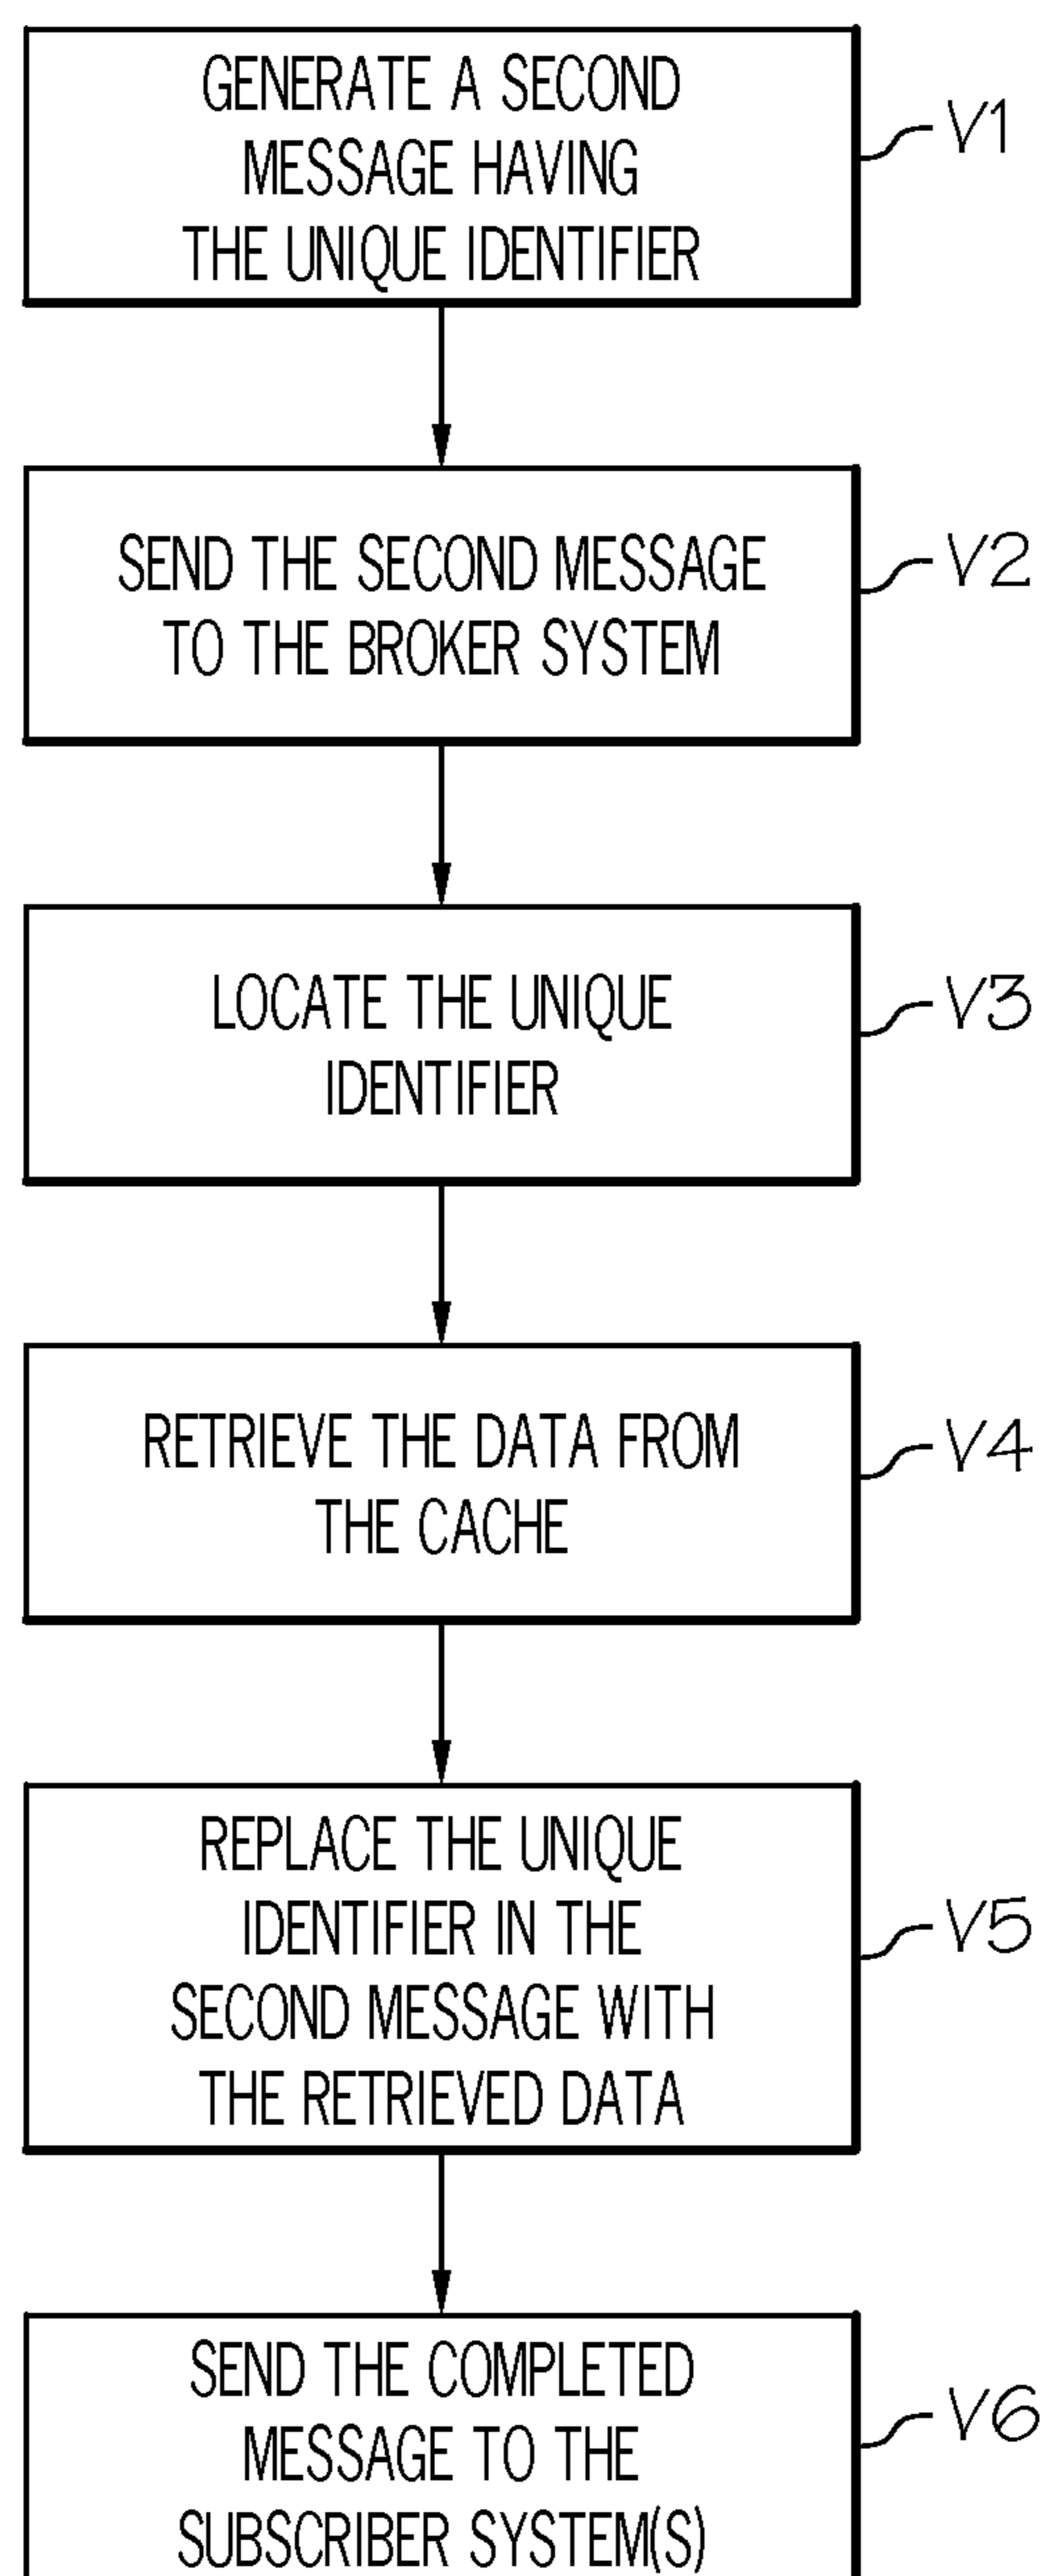 GENERATE A SECOND
MESSAGE HAVING
THE UNIQUE IDENTIFIER
V1
SEND THE SECOND MESSAGE
TO THE BROKER SYSTEM
V2
LOCATE THE UNIQUE
IDENTIFIER
V3
RETRIEVE THE DATA FROM
THE CACHE
V4
REPLACE THE UNIQUE
IDENTIFIER IN THE
SECOND MESSAGE WITH
THE RETRIEVED DATA
V5
SEND THE COMPLETED
MESSAGE TO THE
SUBSCRIBER SYSTEM(S)
V6